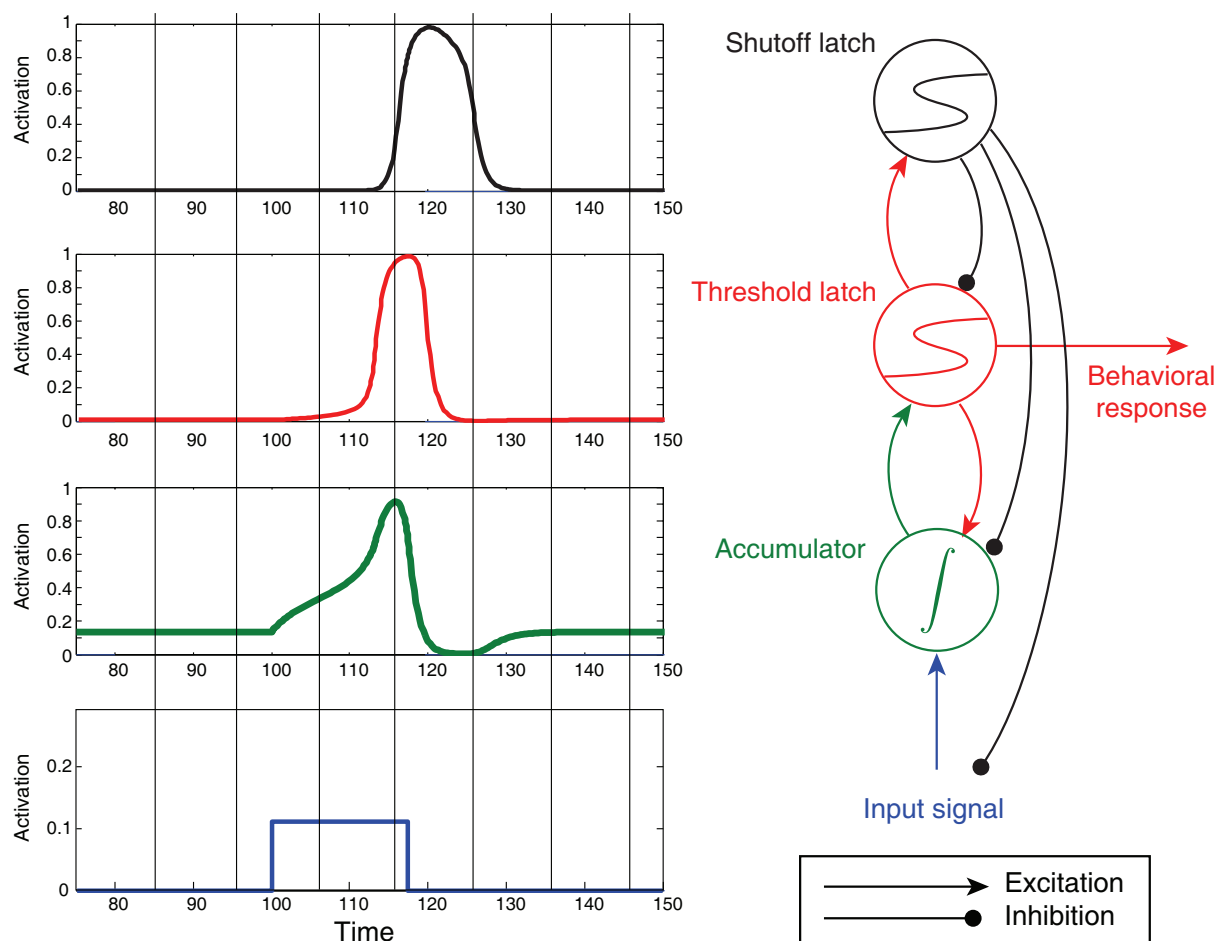 Activation
1
0.8
0.6
0.4
0.2
0
80 90 100 110 120 130 140 150
Activation
1
0.8
0.6
0.4
0.2
0
80 90 100 110 120 130 140 150
Activation
1
0.8
0.6
0.4
0.2
0
80 90 100 110 120 130 140 150
Activation
0.2
0.1
0
80 90 100 110 120 130 140 150
Time
Shutoff latch
Threshold latch
Behavioral
response
Accumulator
∫
Input signal
Excitation
Inhibition